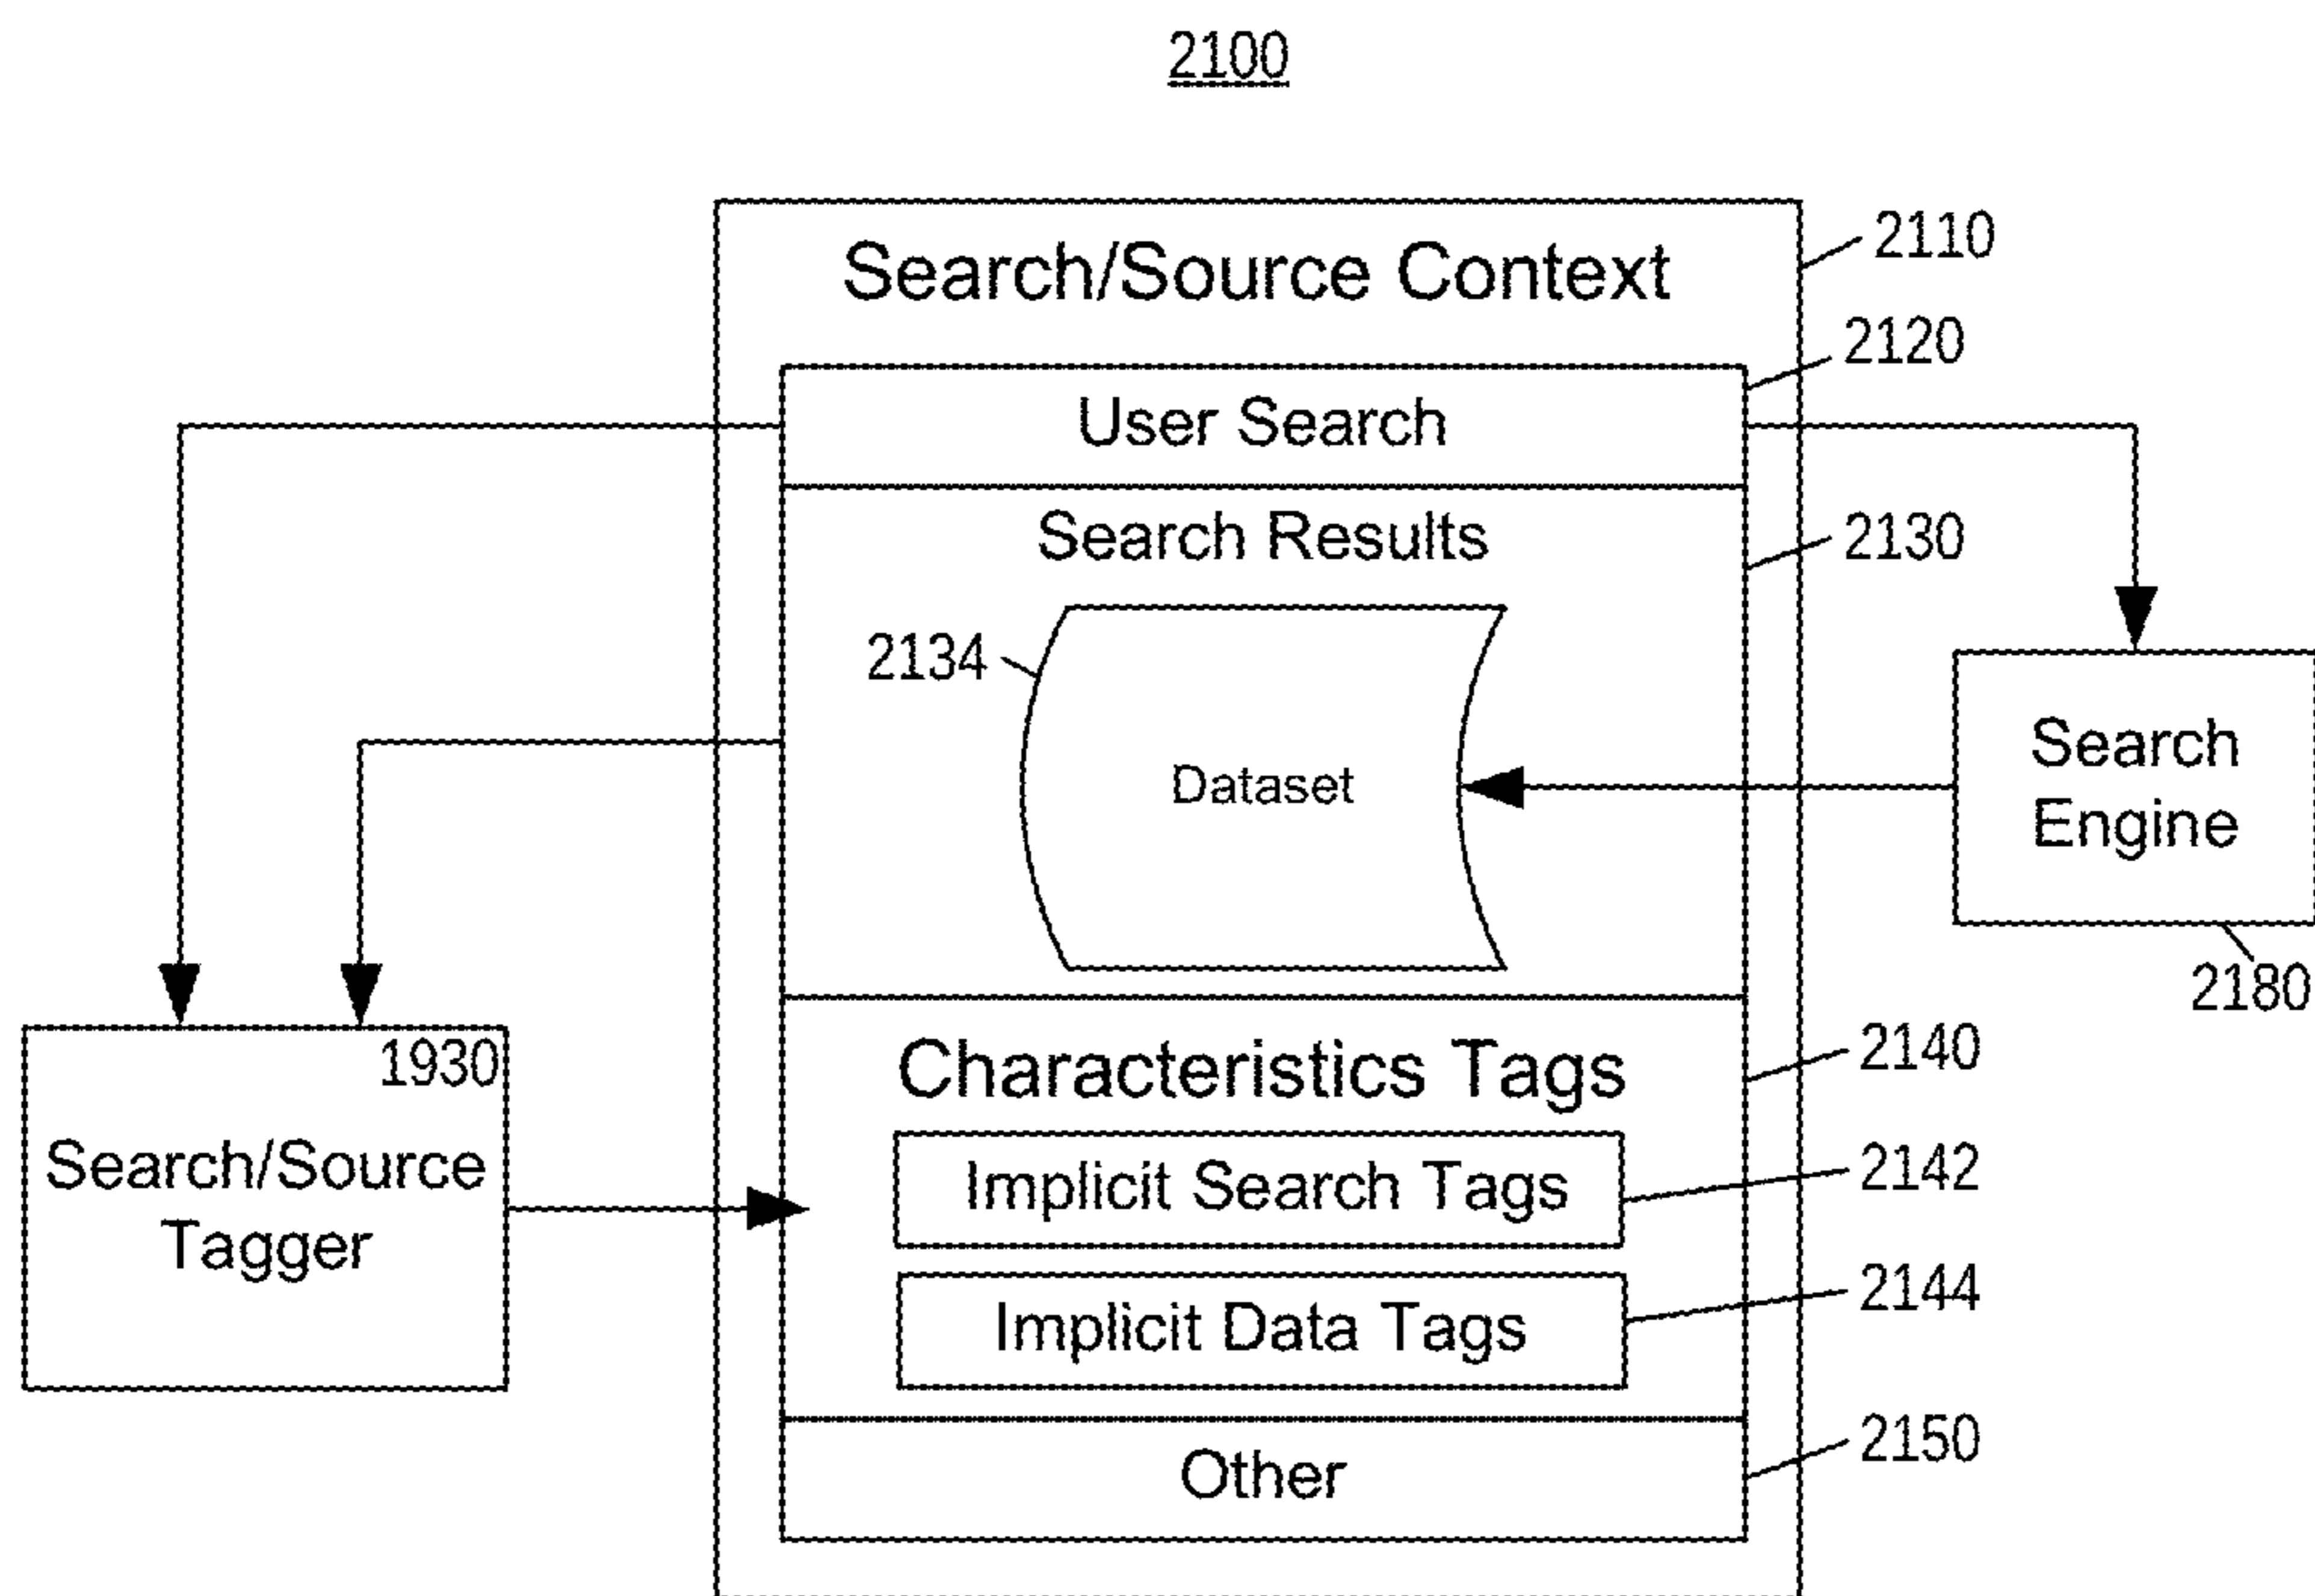 2100
Search/Source Context
2110
2120
User Search
Search Results
2130
2134
Dataset
Search
Engine
2180
1930
Search/Source
Tagger
Characteristics Tags
2140
Implicit Search Tags
2142
Implicit Data Tags
2144
Other
2150